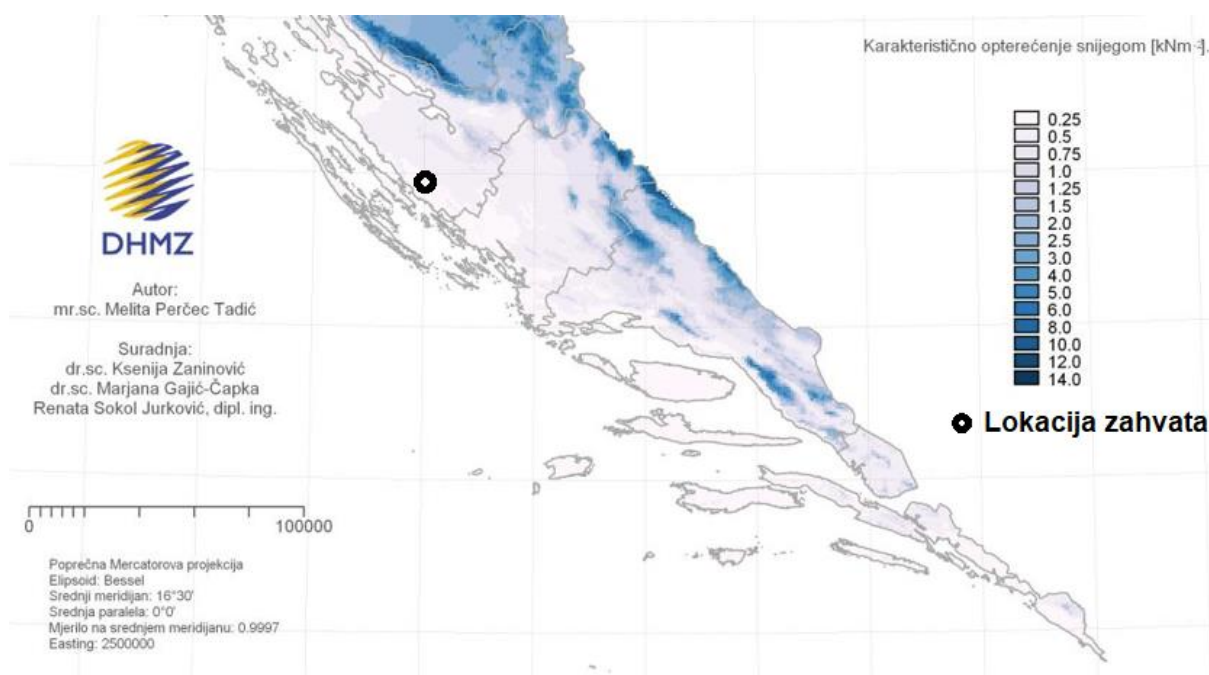 Karakteristično opterećenje snijegom [kNm⁻²].
0.25
0.5
0.75
1.0
1.25
1.5
2.0
2.5
3.0
4.0
5.0
6.0
8.0
10.0
12.0
14.0
Lokacija zahvata
DHMZ
Autor:
mr.sc. Melita Perčec Tadić
Suradnja:
dr.sc. Ksenija Zaninović
dr.sc. Marjana Gajić-Čapka
Renata Sokol Jurković, dipl. ing.
0 100000
Poprečna Mercatorova projekcija
Elipsoid: Bessel
Srednji meridijan: 16°30'
Srednja paralela: 0°0'
Mjerilo na srednjem meridijanu: 0.9997
Easting: 2500000